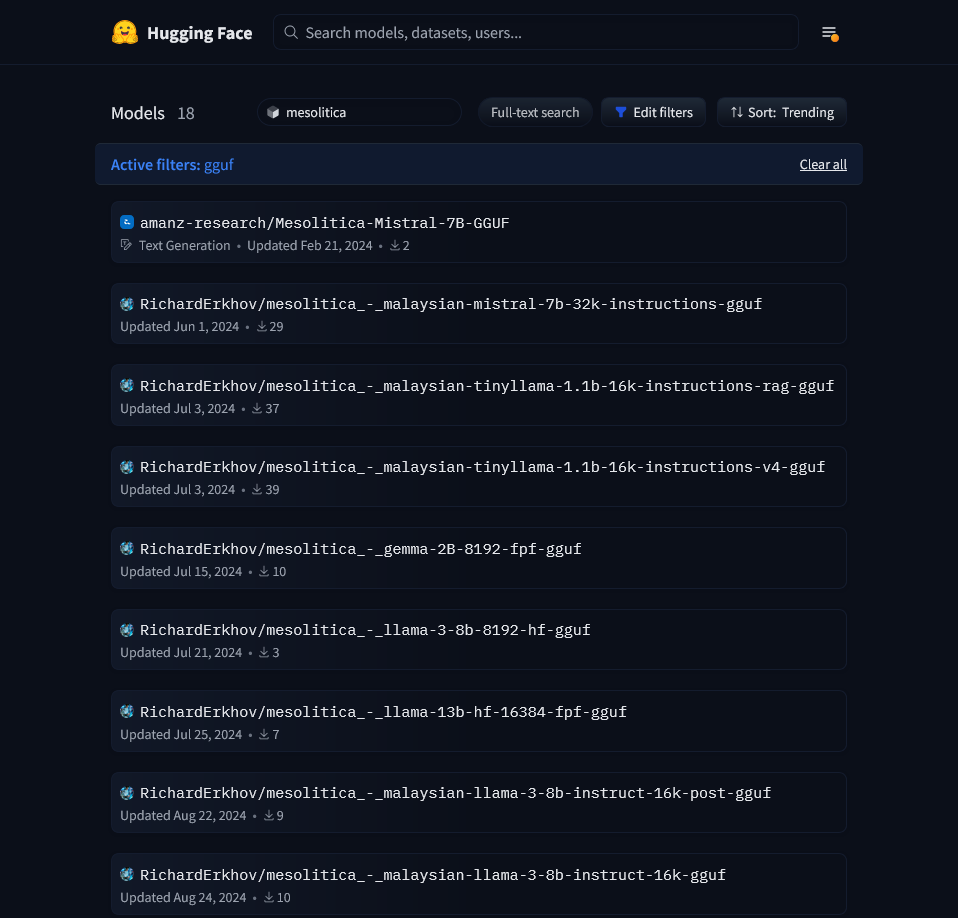 Hugging Face
Search models, datasets, users...
Models 18
mesolitica
Full-text search
Edit filters
Sort: Trending
Active filters: gguf
Clear all
amanz-research/Mesolitica-Mistral-7B-GGUF
Text Generation • Updated Feb 21, 2024 • 2
RichardErkhov/mesolitica_-_malaysian-mistral-7b-32k-instructions-gguf
Updated Jun 1, 2024 • 29
RichardErkhov/mesolitica_-_malaysian-tinyllama-1.1b-16k-instructions-rag-gguf
Updated Jul 3, 2024 • 37
RichardErkhov/mesolitica_-_malaysian-tinyllama-1.1b-16k-instructions-v4-gguf
Updated Jul 3, 2024 • 39
RichardErkhov/mesolitica_-_gemma-2B-8192-fpf-gguf
Updated Jul 15, 2024 • 10
RichardErkhov/mesolitica_-_llama-3-8b-8192-hf-gguf
Updated Jul 21, 2024 • 3
RichardErkhov/mesolitica_-_llama-13b-hf-16384-fpf-gguf
Updated Jul 25, 2024 • 7
RichardErkhov/mesolitica_-_malaysian-llama-3-8b-instruct-16k-post-gguf
Updated Aug 22, 2024 • 9
RichardErkhov/mesolitica_-_malaysian-llama-3-8b-instruct-16k-gguf
Updated Aug 24, 2024 • 10